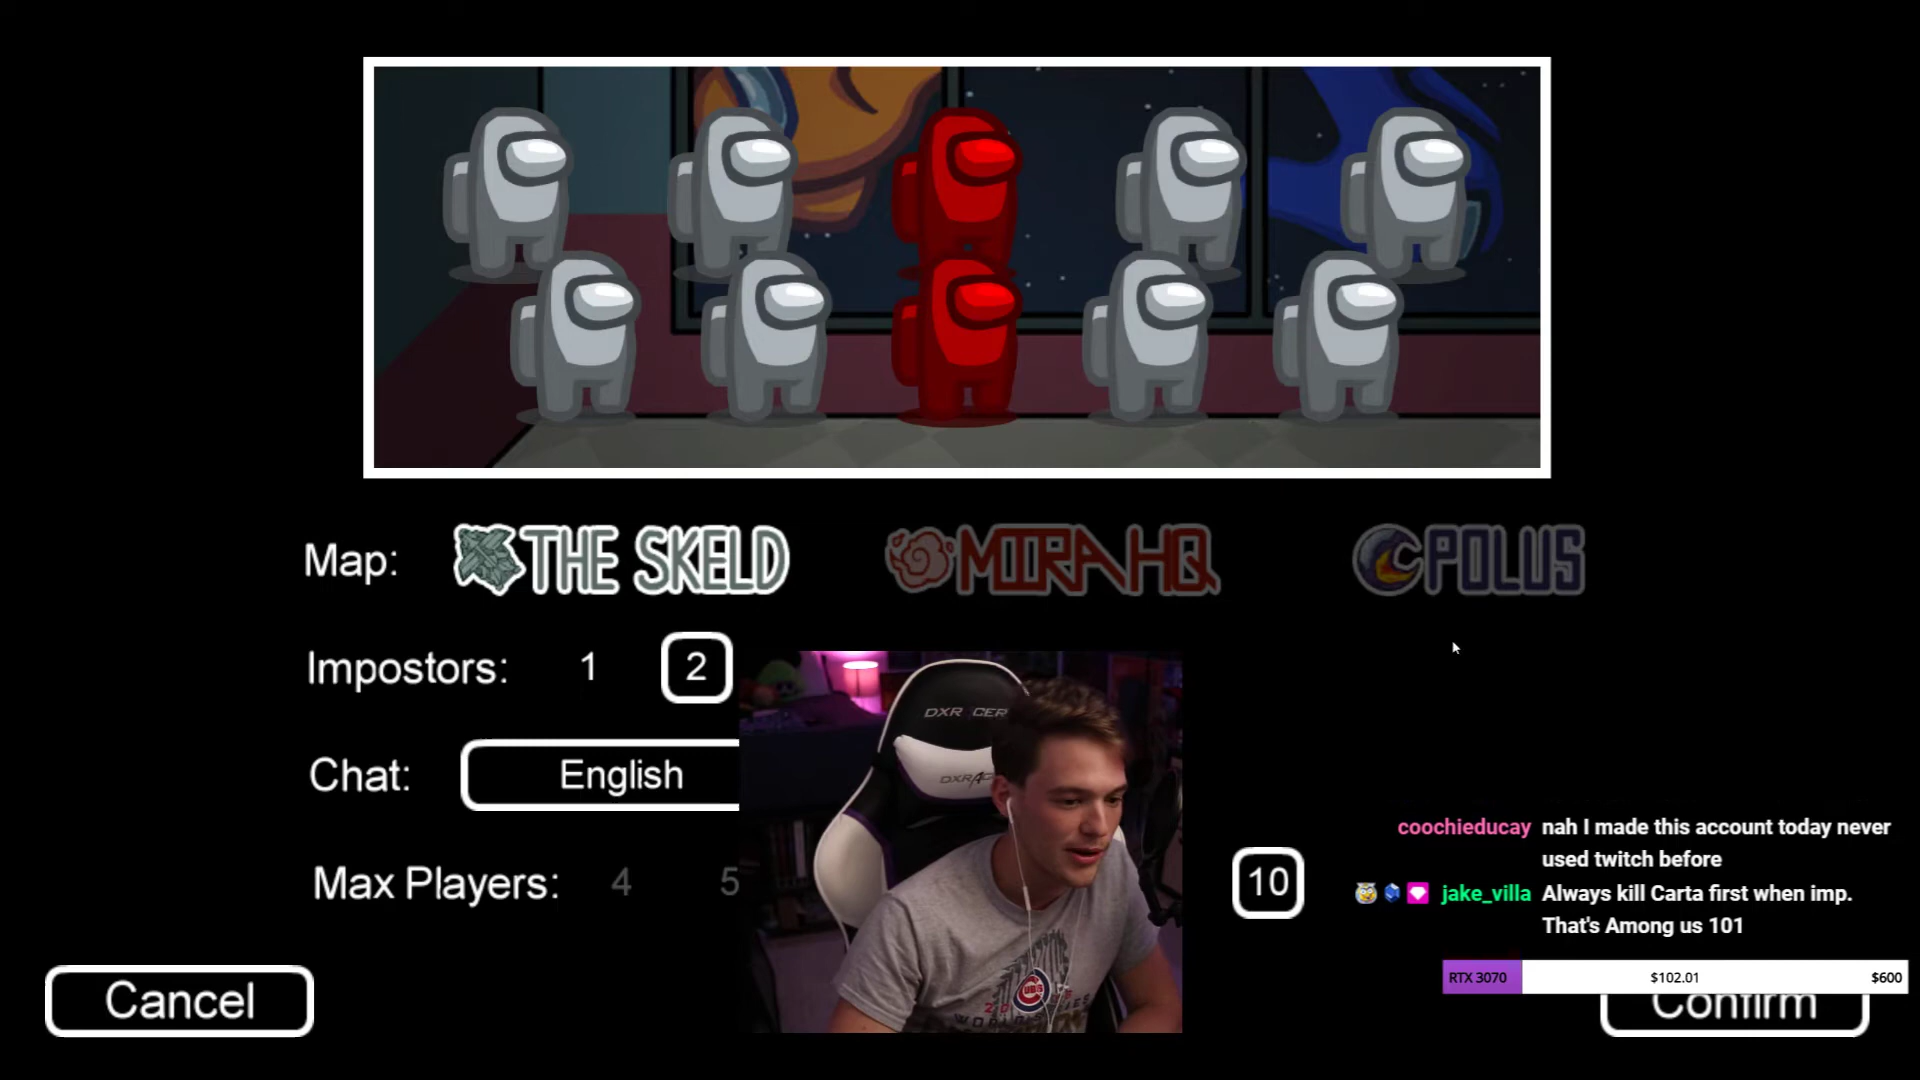 Map: THE SKELD MIRA HQ POLUS
Impostors: 1 2
Chat: English
Max Players: 4 5 10
DXRACER
DXRA
CUBS
coochieducay nah I made this account today never
used twitch before
jake_villa Always kill Carta first when imp.
That's Among us 101
RTX 3070 $102.01 $600
Cancel Confirm